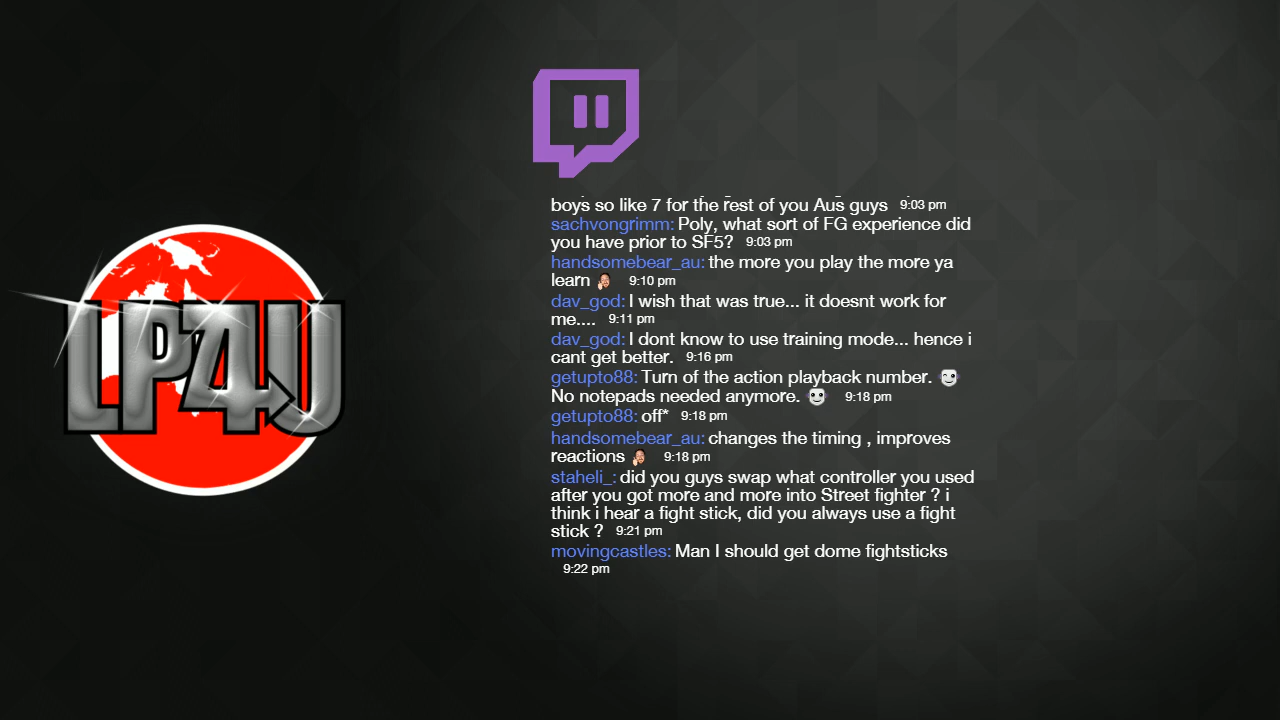 boys so like 7 for the rest of you Aus guys 9:03 pm
sachvongrimm: Poly, what sort of FG experience did
you have prior to SF5? 9:03 pm
handsomebear_au: the more you play the more ya
learn 9:10 pm
dav_god: I wish that was true... it doesnt work for
me.... 9:11 pm
dav_god: I dont know to use training mode... hence i
cant get better. 9:16 pm
getupto88: Turn of the action playback number.
No notepads needed anymore. 9:18 pm
getupto88: off* 9:18 pm
handsomebear_au: changes the timing , improves
reactions 9:18 pm
staheli_: did you guys swap what controller you used
after you got more and more into Street fighter ? i
think i hear a fight stick, did you always use a fight
stick ? 9:21 pm
movingcastles: Man I should get dome fightsticks
9:22 pm
LP4U